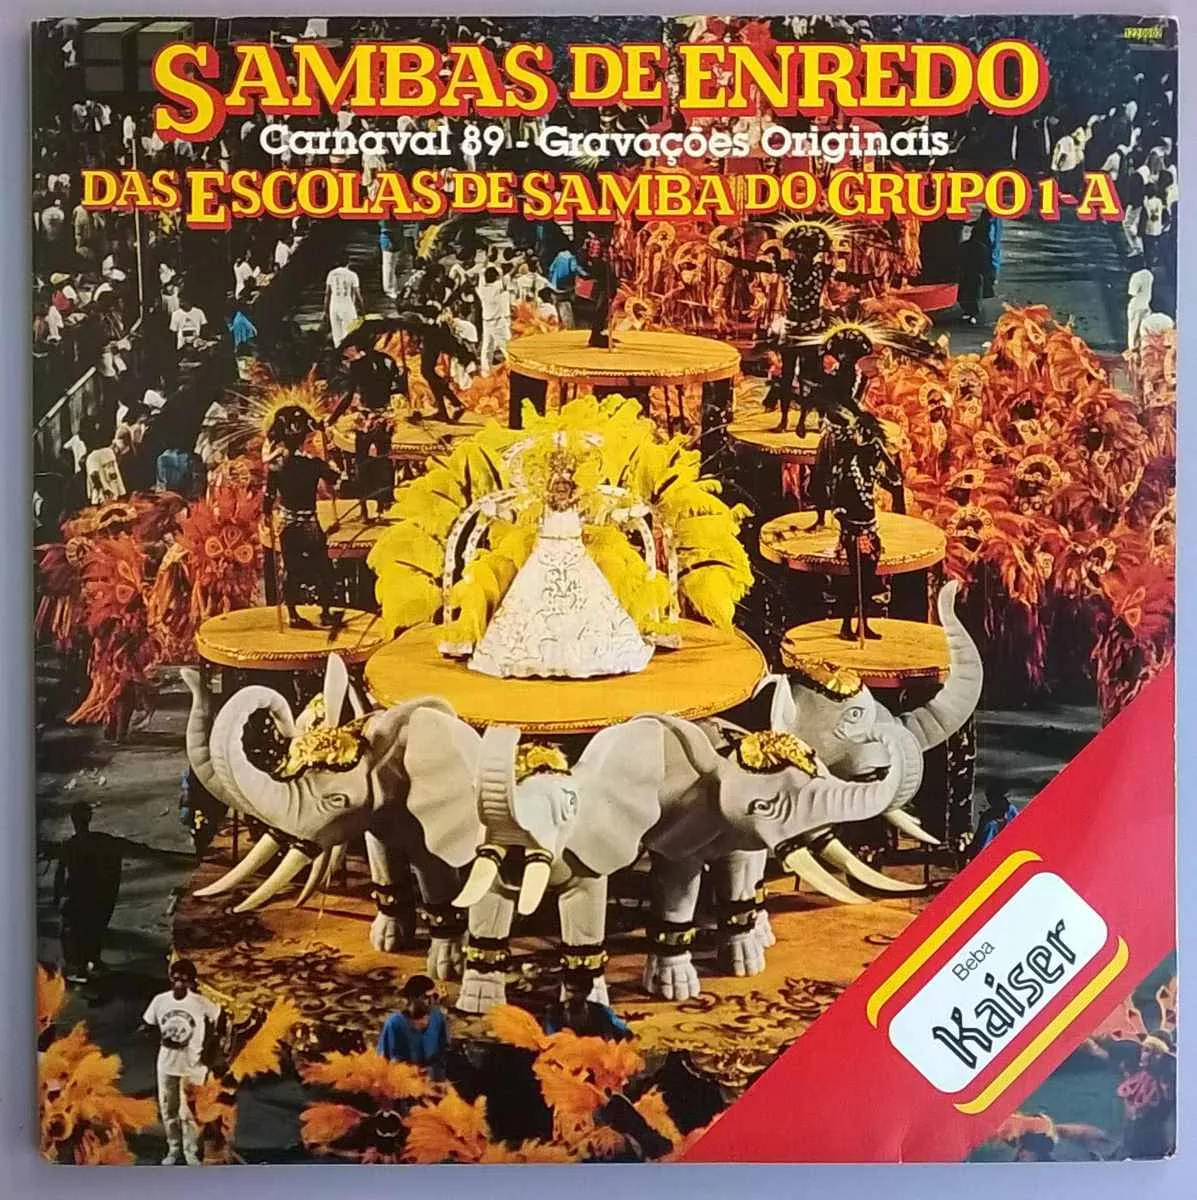 SAMBAS DE ENREDO
Carnaval 89 - Gravações Originais
DAS ESCOLAS DE SAMBA DO GRUPO 1-A
Beba
Kaiser